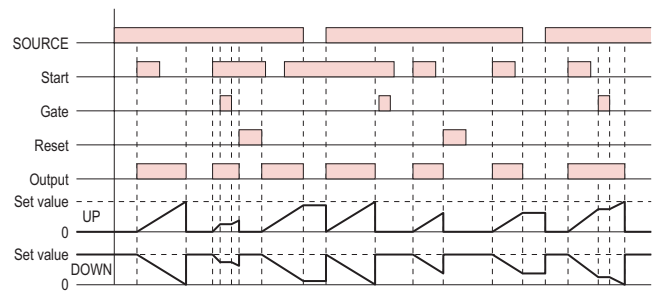 SOURCE
Start
Gate
Reset
Output
Set value
UP
0
Set value
DOWN
0